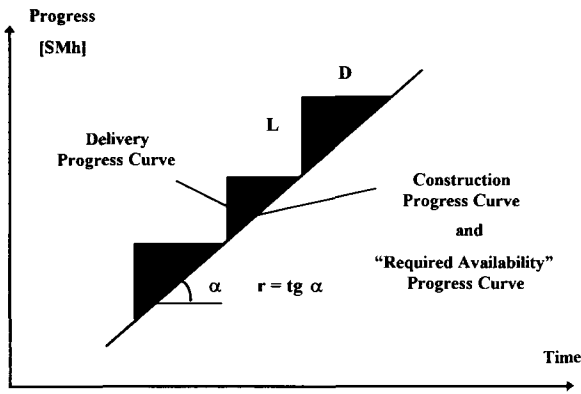 Progress
[SMh]
D
L
Delivery
Progress Curve
Construction
Progress Curve
and
“Required Availability”
Progress Curve
α
r = tg α
Time